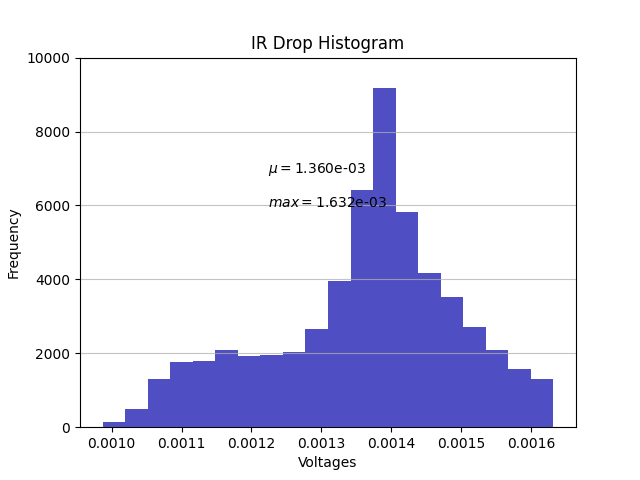 IR Drop Histogram
10000
8000
6000
4000
2000
0
Frequency
μ = 1.360e-03
max = 1.632e-03
0.0010 0.0011 0.0012 0.0013 0.0014 0.0015 0.0016
Voltages